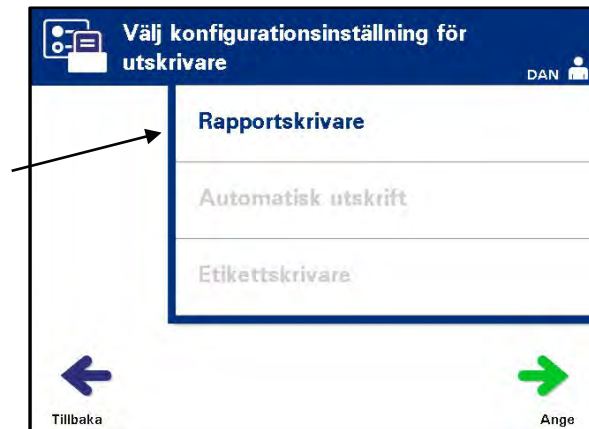 Välj konfigurationsinställning för
utskrivare
DAN
Rapportskrivare
Automatisk utskrift
Etikettskrivare
Tillbaka
Ange